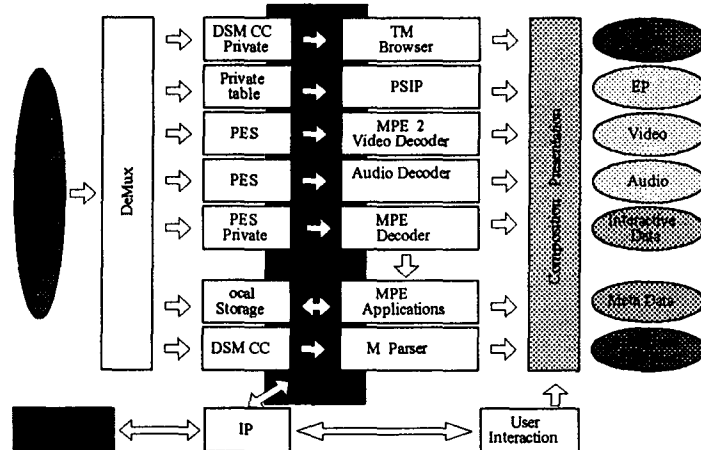 DSM CC
Private
TM
Browser
Private
table
PSIP
EP
PES
MPE 2
Video Decoder
Video
PES
Audio Decoder
Audio
PES
Private
MPE
Decoder
Interactive
Data
DeMux
Composition Presentation
ocal
Storage
MPE
Applications
Meta Data
DSM CC
M Parser
IP
User
Interaction